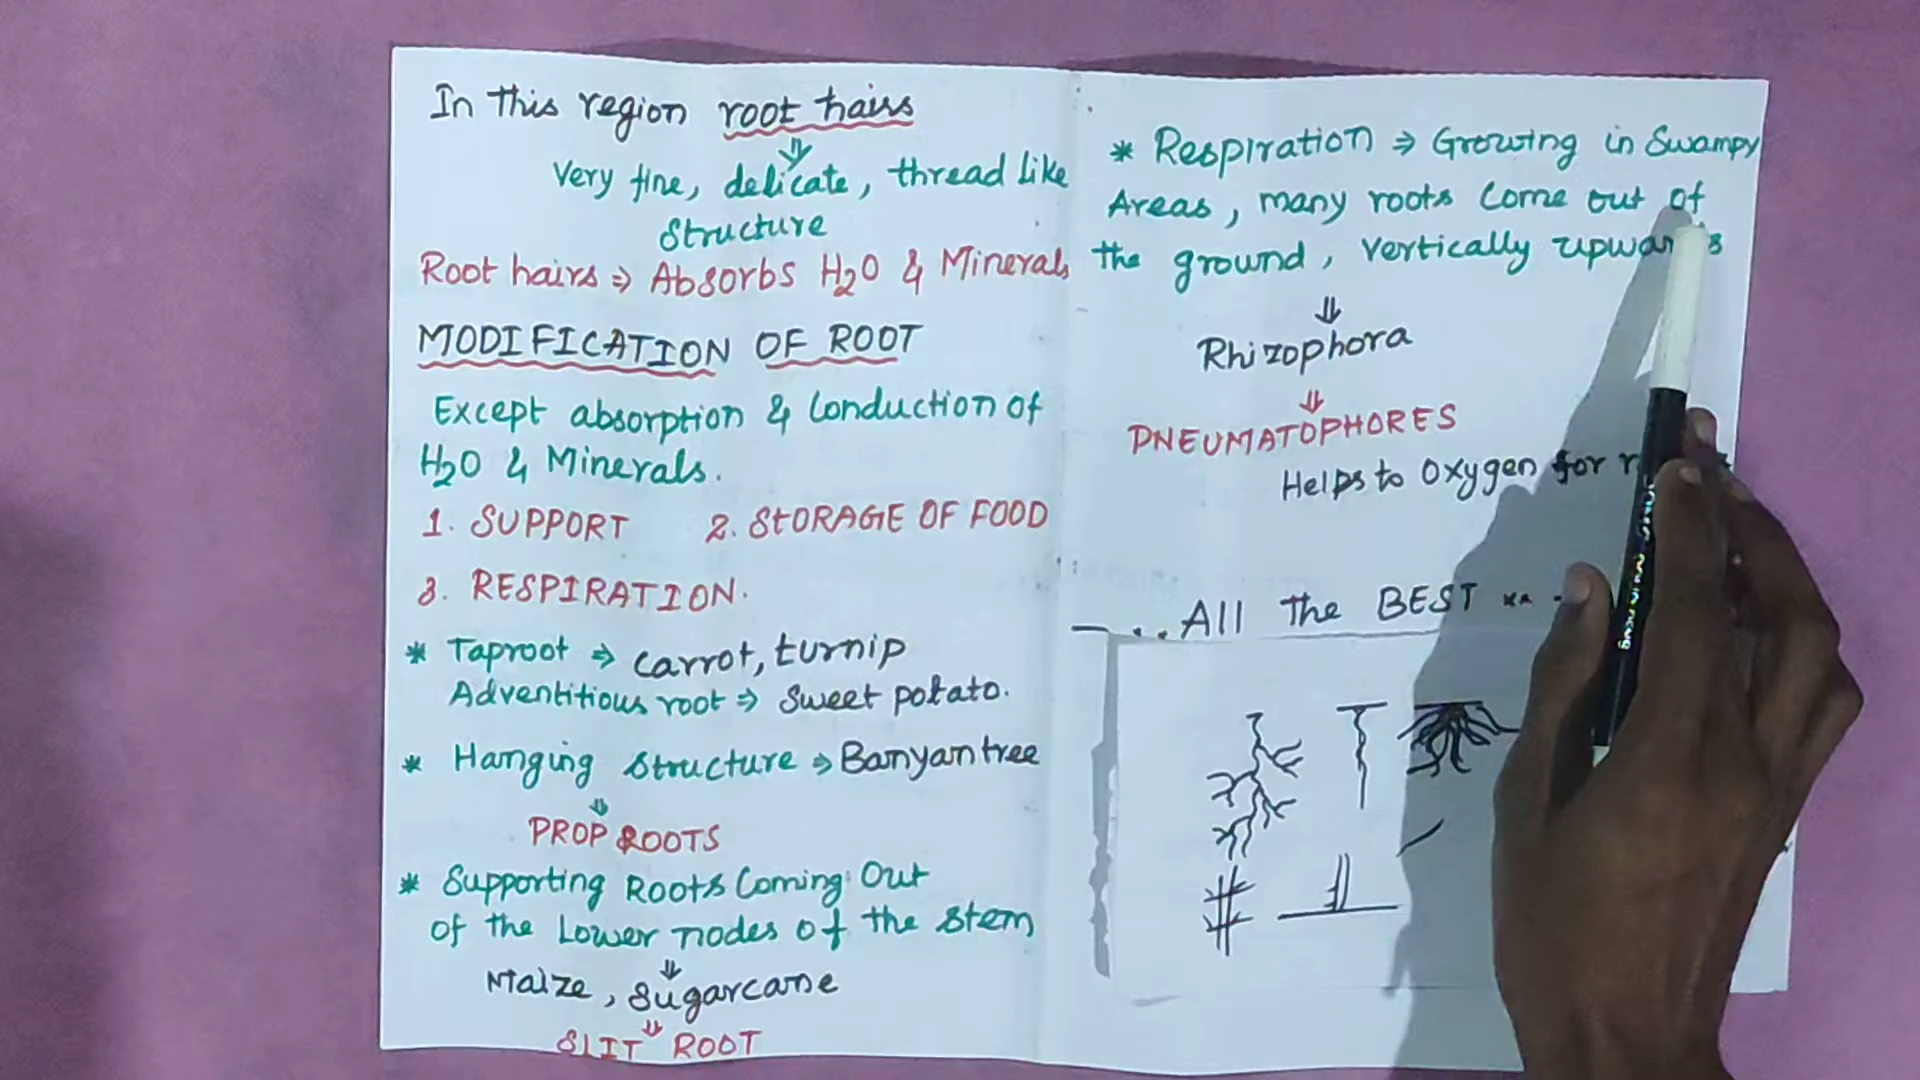 In this region root hairs
⇓
Very fine, delicate, thread like
structure
Root hairs ⇒ Absorbs H2O & Minerals
MODIFICATION OF ROOT
Except absorption & Conduction of
H2O & Minerals.
1. SUPPORT 2. STORAGE OF FOOD
3. RESPIRATION.
* Taproot ⇒ carrot, turnip
Adventitious root ⇒ Sweet potato.
* Hanging structure ⇒ Banyan tree
⇓
PROP ROOTS
* Supporting Roots Coming Out
of the Lower nodes of the stem
⇓
Maize, Sugarcane
⇓
SLIT ROOT
* Respiration ⇒ Growing in Swampy
Areas, many roots Come out of
the ground, vertically
⇓
Rhizophora
⇓
PNEUMATOPHORES
Helps to Oxygen for
... All The BEST